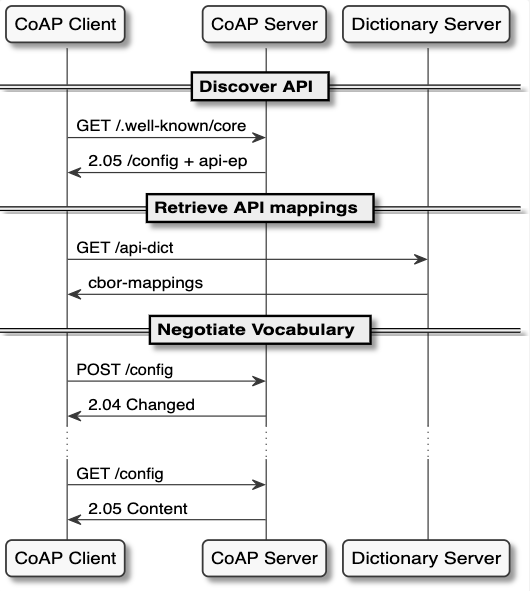 CoAP Client
CoAP Server
Dictionary Server
Discover API
GET /.well-known/core
2.05 /config + api-ep
Retrieve API mappings
GET /api-dict
cbor-mappings
Negotiate Vocabulary
POST /config
2.04 Changed
GET /config
2.05 Content
CoAP Client
CoAP Server
Dictionary Server